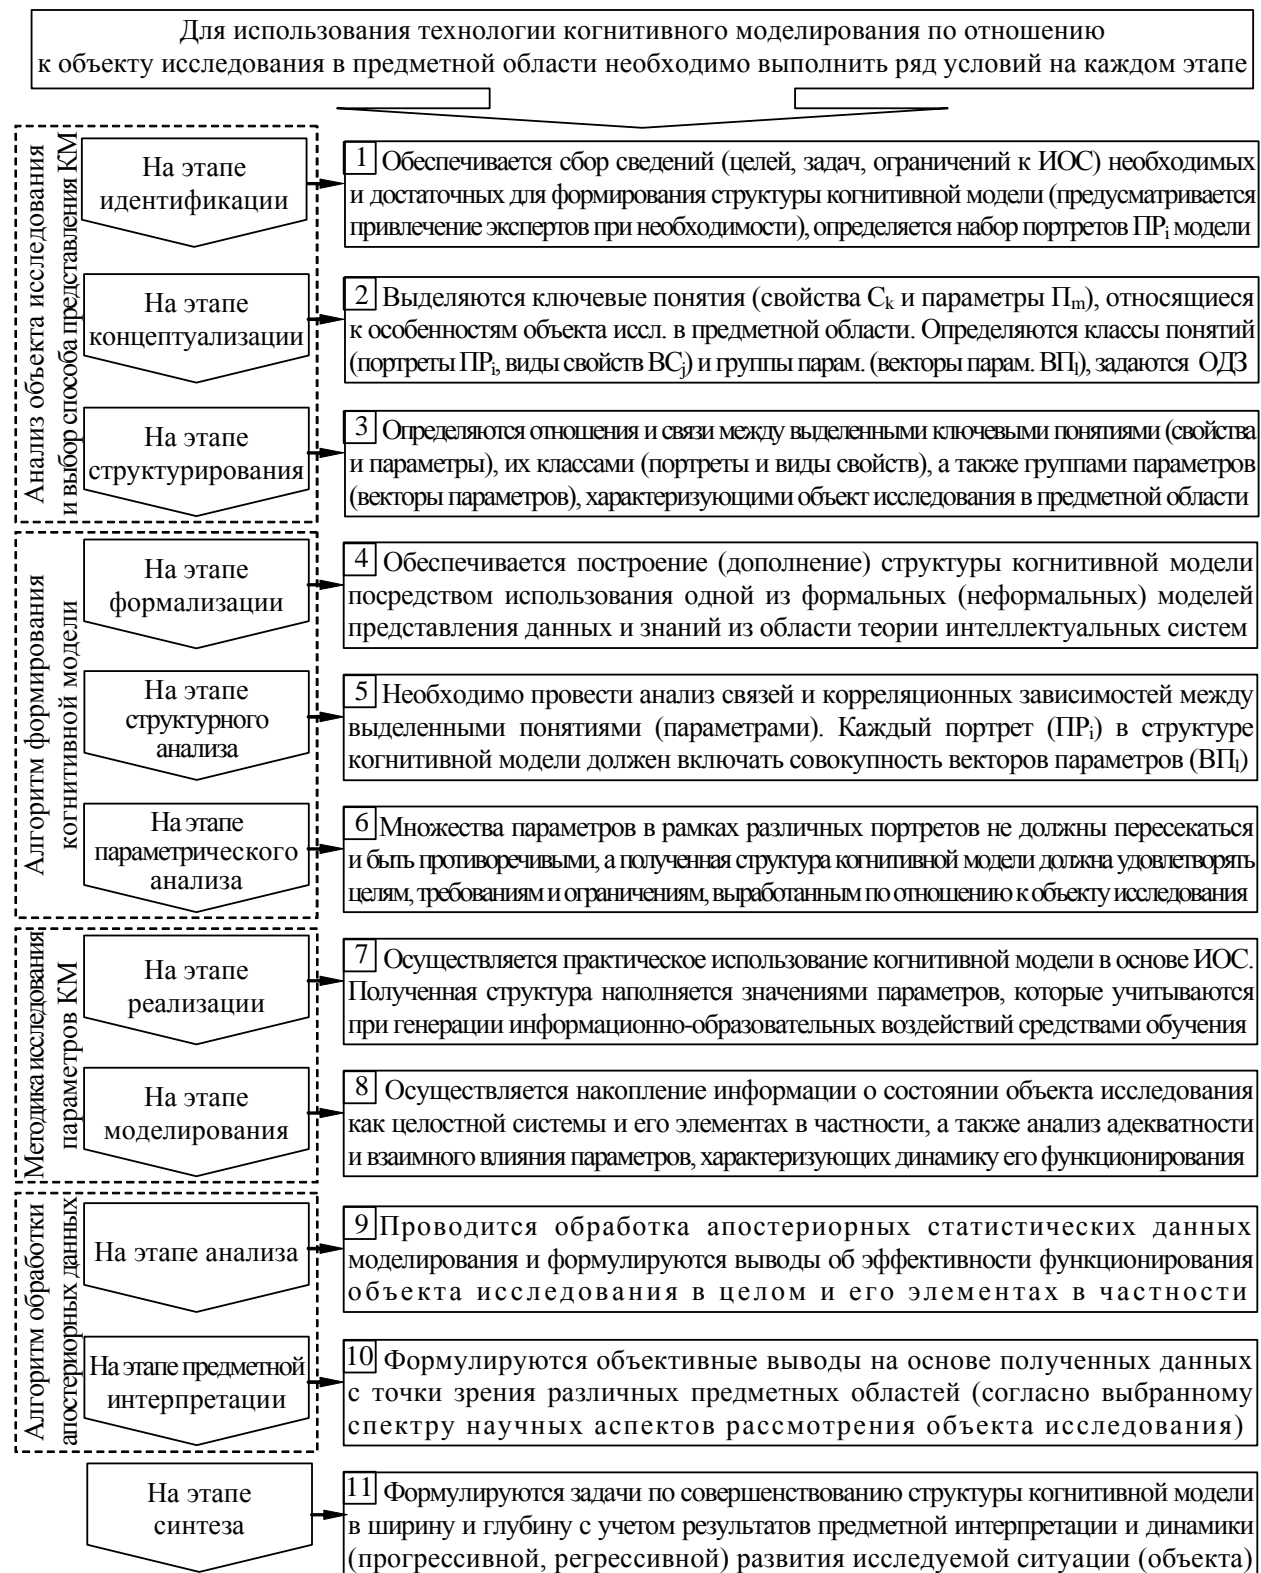 Для использования технологии когнитивного моделирования по отношению
к объекту исследования в предметной области необходимо выполнить ряд условий на каждом этапе
Анализ объекта исследования
и выбор способа представления КМ
На этапе
идентификации
1 Обеспечивается сбор сведений (целей, задач, ограничений к ИОС) необходимых
и достаточных для формирования структуры когнитивной модели (предусматривается
привлечение экспертов при необходимости), определяется набор портретов ПРi модели
На этапе
концептуализации
2 Выделяются ключевые понятия (свойства Сk и параметры Пm), относящиеся
к особенностям объекта иссл. в предметной области. Определяются классы понятий
(портреты ПРi, виды свойств ВСj) и группы парам. (векторы парам. ВПl), задаются ОДЗ
На этапе
структурирования
3 Определяются отношения и связи между выделенными ключевыми понятиями (свойства
и параметры), их классами (портреты и виды свойств), а также группами параметров
(векторы параметров), характеризующими объект исследования в предметной области
Алгоритм формирования
когнитивной модели
На этапе
формализации
4 Обеспечивается построение (дополнение) структуры когнитивной модели
посредством использования одной из формальных (неформальных) моделей
представления данных и знаний из области теории интеллектуальных систем
На этапе
структурного
анализа
5 Необходимо провести анализ связей и корреляционных зависимостей между
выделенными понятиями (параметрами). Каждый портрет (ПРi) в структуре
когнитивной модели должен включать совокупность векторов параметров (ВПl)
На этапе
параметрического
анализа
6 Множества параметров в рамках различных портретов не должны пересекаться
и быть противоречивыми, а полученная структура когнитивной модели должна удовлетворять
целям, требованиям и ограничениям, выработанным по отношению к объекту исследования
Методика исследования
параметров КМ
На этапе
реализации
7 Осуществляется практическое использование когнитивной модели в основе ИОС.
Полученная структура наполняется значениями параметров, которые учитываются
при генерации информационно-образовательных воздействий средствами обучения
На этапе
моделирования
8 Осуществляется накопление информации о состоянии объекта исследования
как целостной системы и его элементах в частности, а также анализ адекватности
и взаимного влияния параметров, характеризующих динамику его функционирования
Алгоритм обработки
апостериорных данных
На этапе анализа
9 Проводится обработка апостериорных статистических данных
моделирования и формулируются выводы об эффективности функционирования
объекта исследования в целом и его элементах в частности
На этапе предметной
интерпретации
10 Формулируются объективные выводы на основе полученных данных
с точки зрения различных предметных областей (согласно выбранному
спектру научных аспектов рассмотрения объекта исследования)
На этапе
синтеза
11 Формулируются задачи по совершенствованию структуры когнитивной модели
в ширину и глубину с учетом результатов предметной интерпретации и динамики
(прогрессивной, регрессивной) развития исследуемой ситуации (объекта)